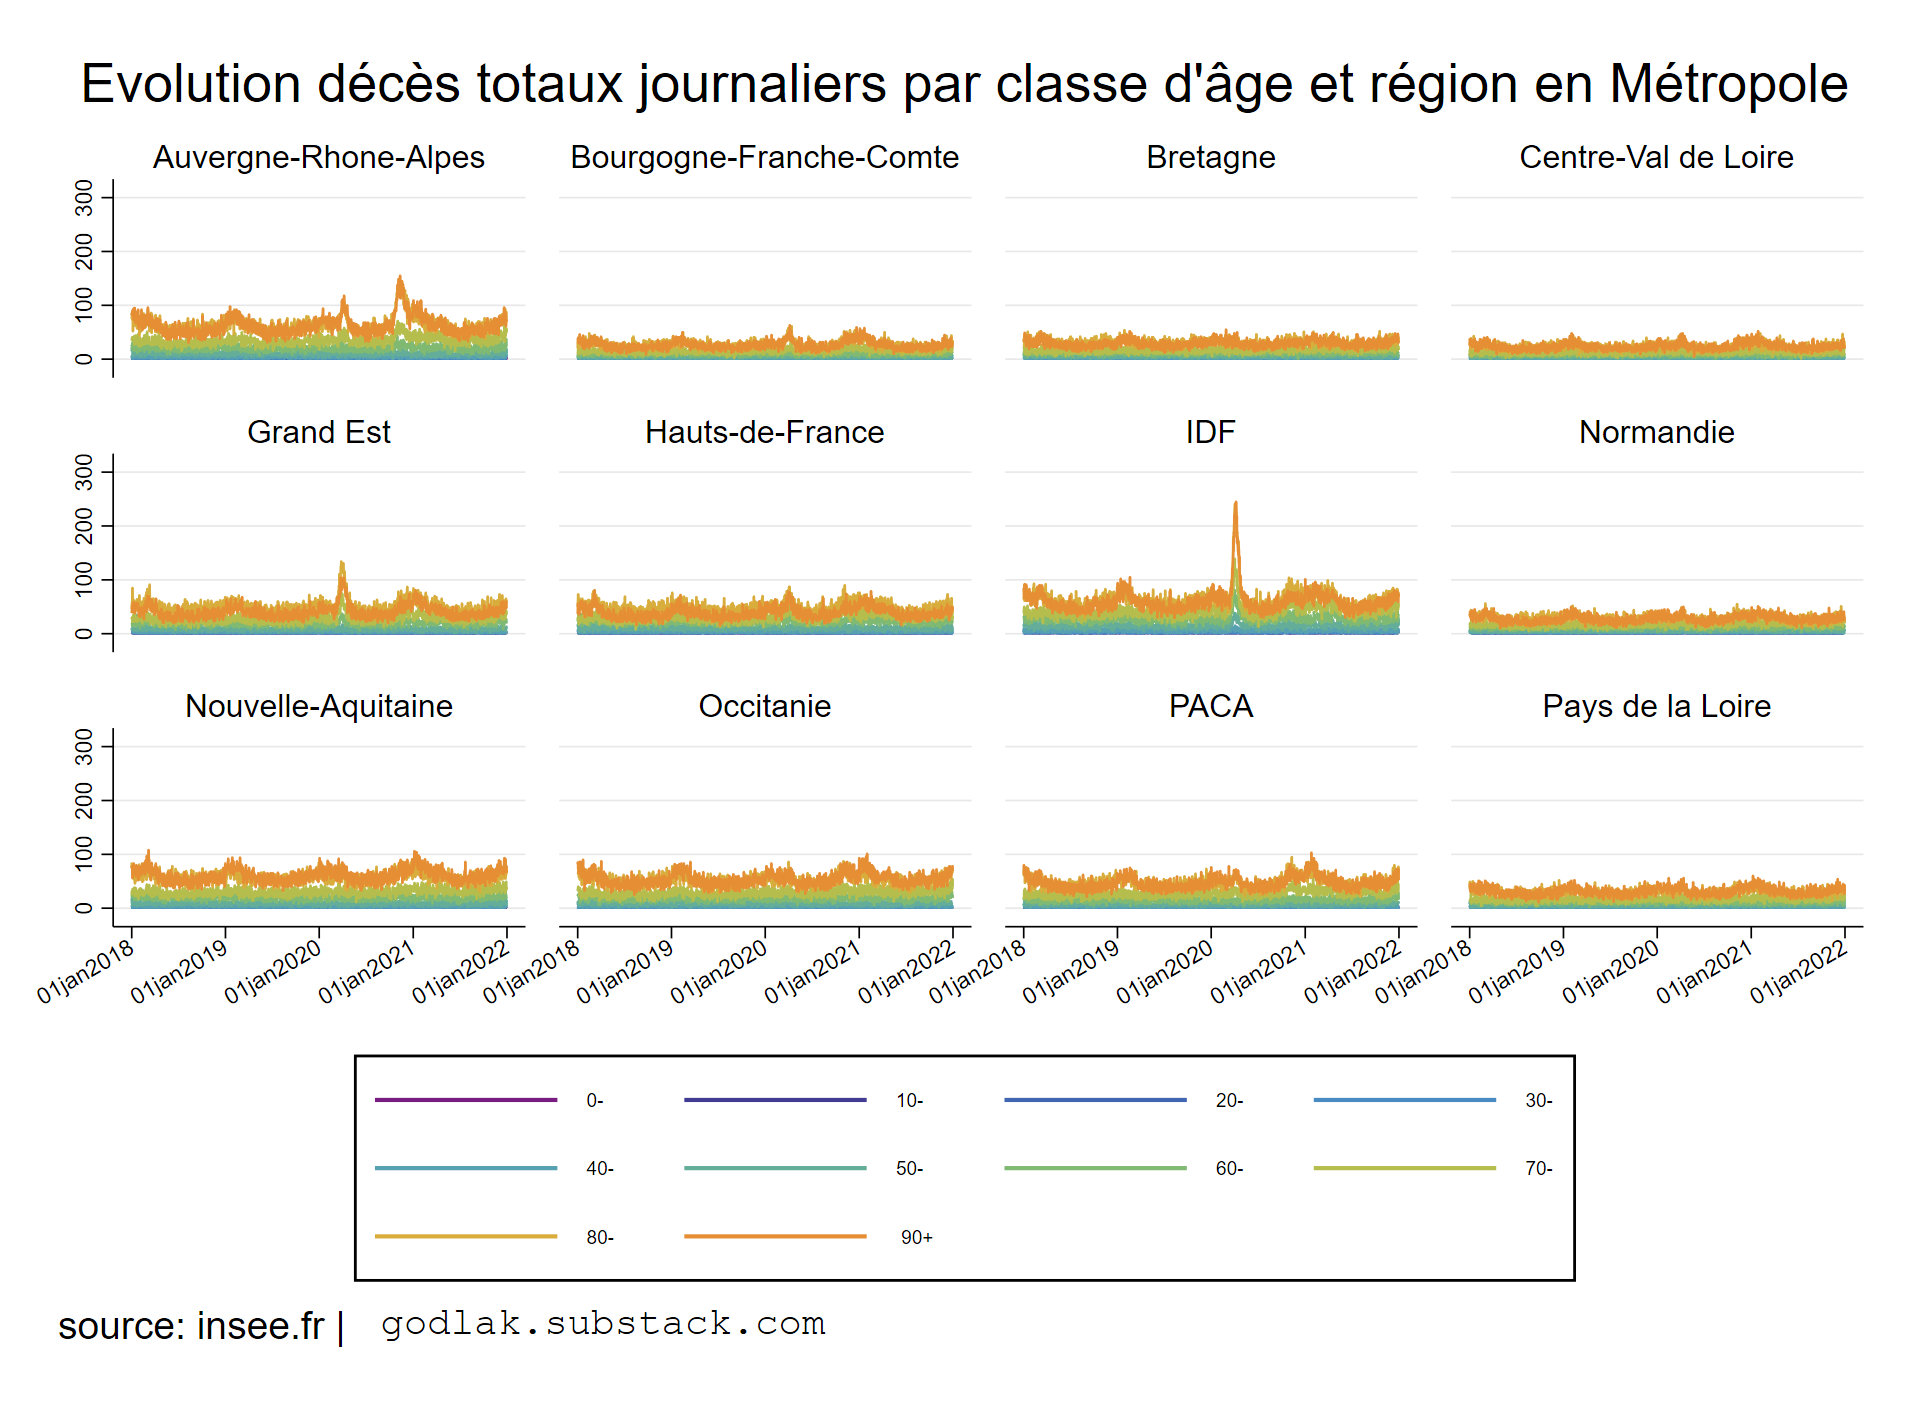 Evolution décès totaux journaliers par classe d'âge et région en Métropole
Auvergne-Rhone-Alpes
Bourgogne-Franche-Comte
Bretagne
Centre-Val de Loire
300
200
100
0
Grand Est
Hauts-de-France
IDF
Normandie
300
200
100
0
Nouvelle-Aquitaine
Occitanie
PACA
Pays de la Loire
300
200
100
0
01jan2018
01jan2019
01jan2020
01jan2021
01jan2022
01jan2018
01jan2019
01jan2020
01jan2021
01jan2022
01jan2018
01jan2019
01jan2020
01jan2021
01jan2022
01jan2018
01jan2019
01jan2020
01jan2021
01jan2022
0-
10-
20-
30-
40-
50-
60-
70-
80-
90+
source: insee.fr | godlak.substack.com